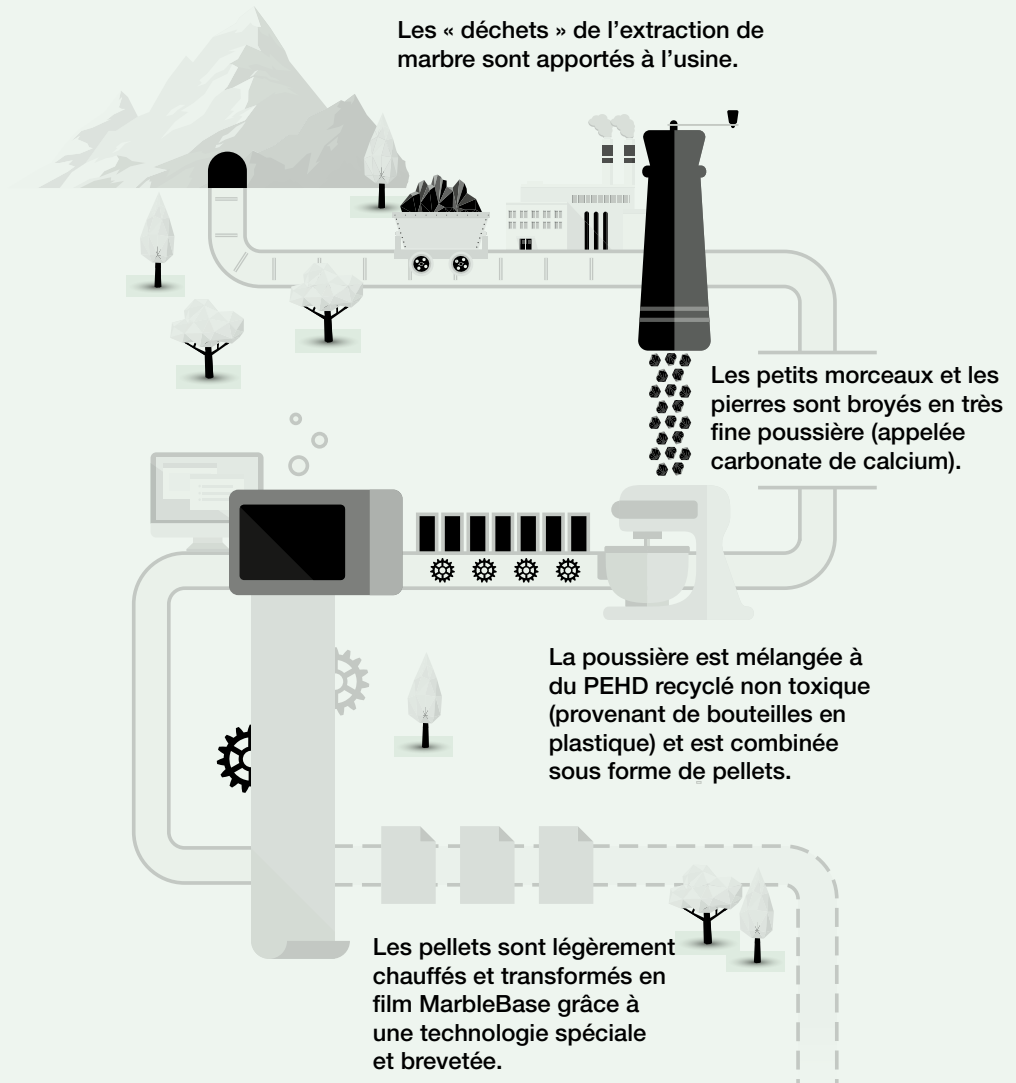 Les « déchets » de l’extraction de
marbre sont apportés à l’usine.
Les petits morceaux et les
pierres sont broyés en très
fine poussière (appelée
carbonate de calcium).
La poussière est mélangée à
du PEHD recyclé non toxique
(provenant de bouteilles en
plastique) et est combinée
sous forme de pellets.
Les pellets sont légèrement
chauffés et transformés en
film MarbleBase grâce à
une technologie spéciale
et brevetée.